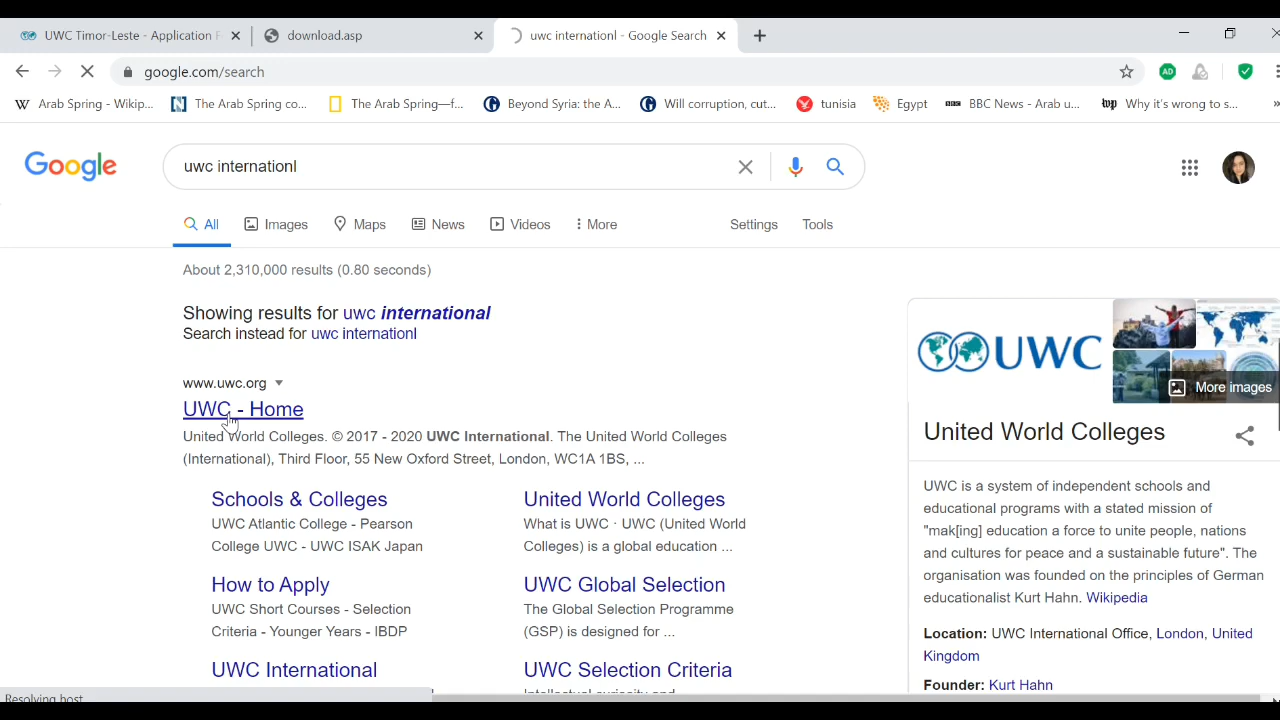 UWC Timor-Leste - Application F
download.asp
uwc internationl - Google Search
google.com/search
AD
W Arab Spring - Wikip...
N The Arab Spring co...
The Arab Spring—f...
Beyond Syria: the A...
Will corruption, cut...
tunisia
Egypt
BBC News - Arab u...
wp Why it's wrong to s...
»
Google
uwc internationl
All
Images
Maps
News
Videos
More
Settings
Tools
About 2,310,000 results (0.80 seconds)
Showing results for uwc international
Search instead for uwc internationl
www.uwc.org
UWC - Home
United World Colleges. © 2017 - 2020 UWC International. The United World Colleges
(International), Third Floor, 55 New Oxford Street, London, WC1A 1BS, ...
Schools & Colleges
UWC Atlantic College - Pearson
College UWC - UWC ISAK Japan
United World Colleges
What is UWC · UWC (United World
Colleges) is a global education ...
How to Apply
UWC Short Courses - Selection
Criteria - Younger Years - IBDP
UWC Global Selection
The Global Selection Programme
(GSP) is designed for ...
UWC International
UWC Selection Criteria
UWC
More images
United World Colleges
UWC is a system of independent schools and
educational programs with a stated mission of
"mak[ing] education a force to unite people, nations
and cultures for peace and a sustainable future". The
organisation was founded on the principles of German
educationalist Kurt Hahn. Wikipedia
Location: UWC International Office, London, United
Kingdom
Founder: Kurt Hahn
Resolving host